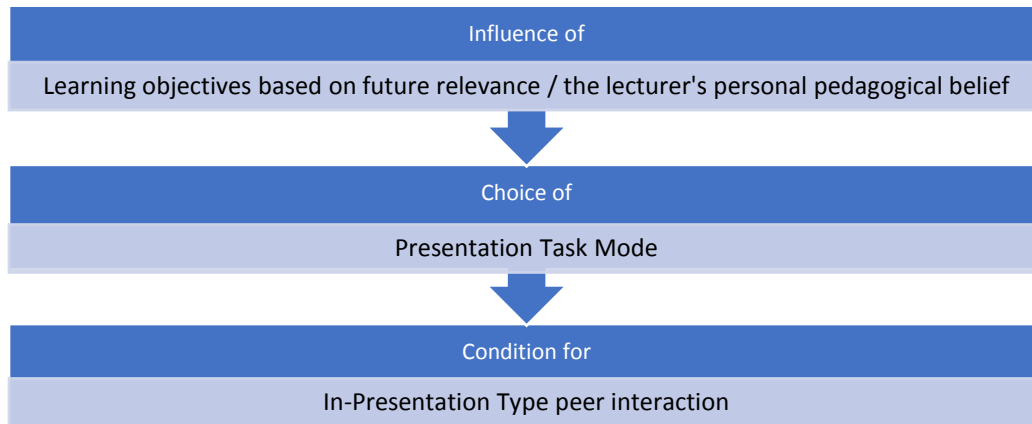 Influence of
Learning objectives based on future relevance / the lecturer's personal pedagogical belief
Choice of
Presentation Task Mode
Condition for
In-Presentation Type peer interaction